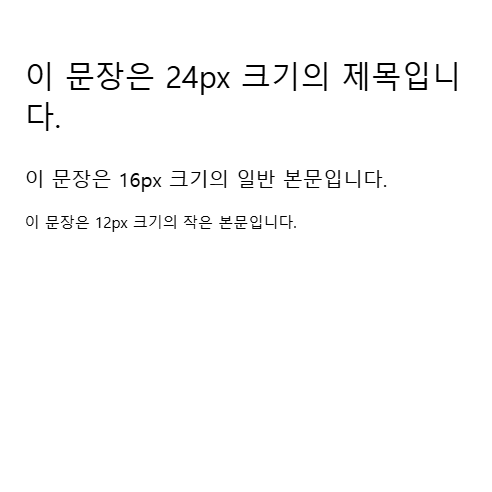 이 문장은 24px 크기의 제목입니
다.
이 문장은 16px 크기의 일반 본문입니다.
이 문장은 12px 크기의 작은 본문입니다.